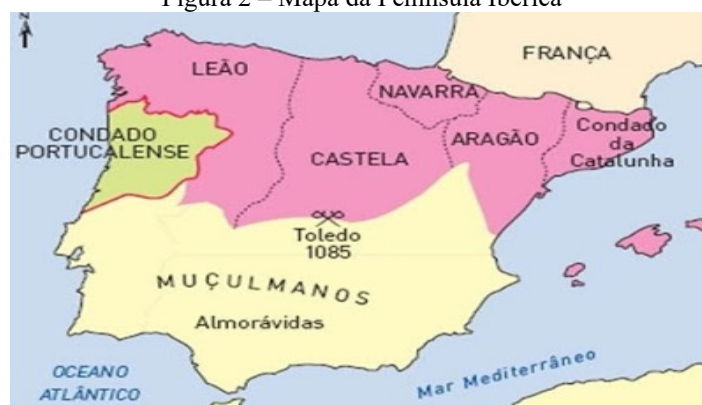 Figura 2 – Mapa da Península Ibérica
N
FRANÇA
LEÃO
NAVARRA
CONDADO
PORTUCALENSE
CASTELA
ARAGÃO
Condado
da
Catalunha
Toledo
1085
MUÇULMANOS
Almorávidas
OCEANO
ATLÂNTICO
Mar Mediterrâneo